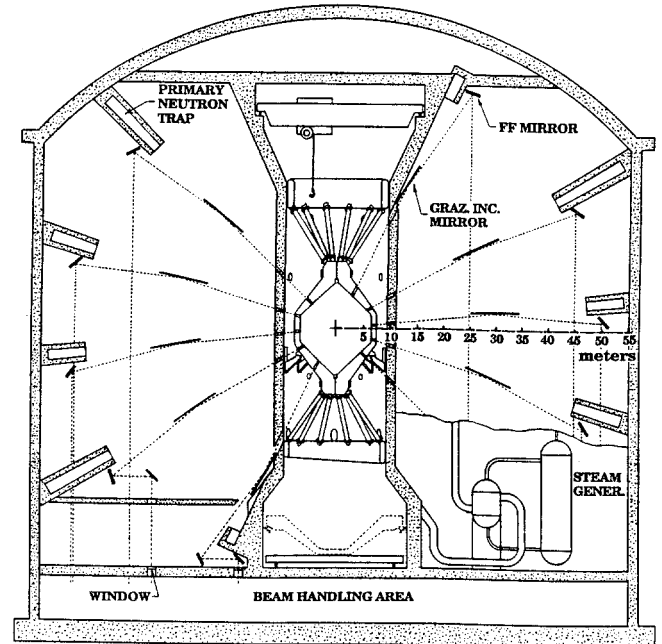 PRIMARY
NEUTRON
TRAP
FF MIRROR
GRAZ. INC.
MIRROR
5 10 15 20 25 30 35 40 45 50 55
meters
STEAM
GENER.
WINDOW
BEAM HANDLING AREA